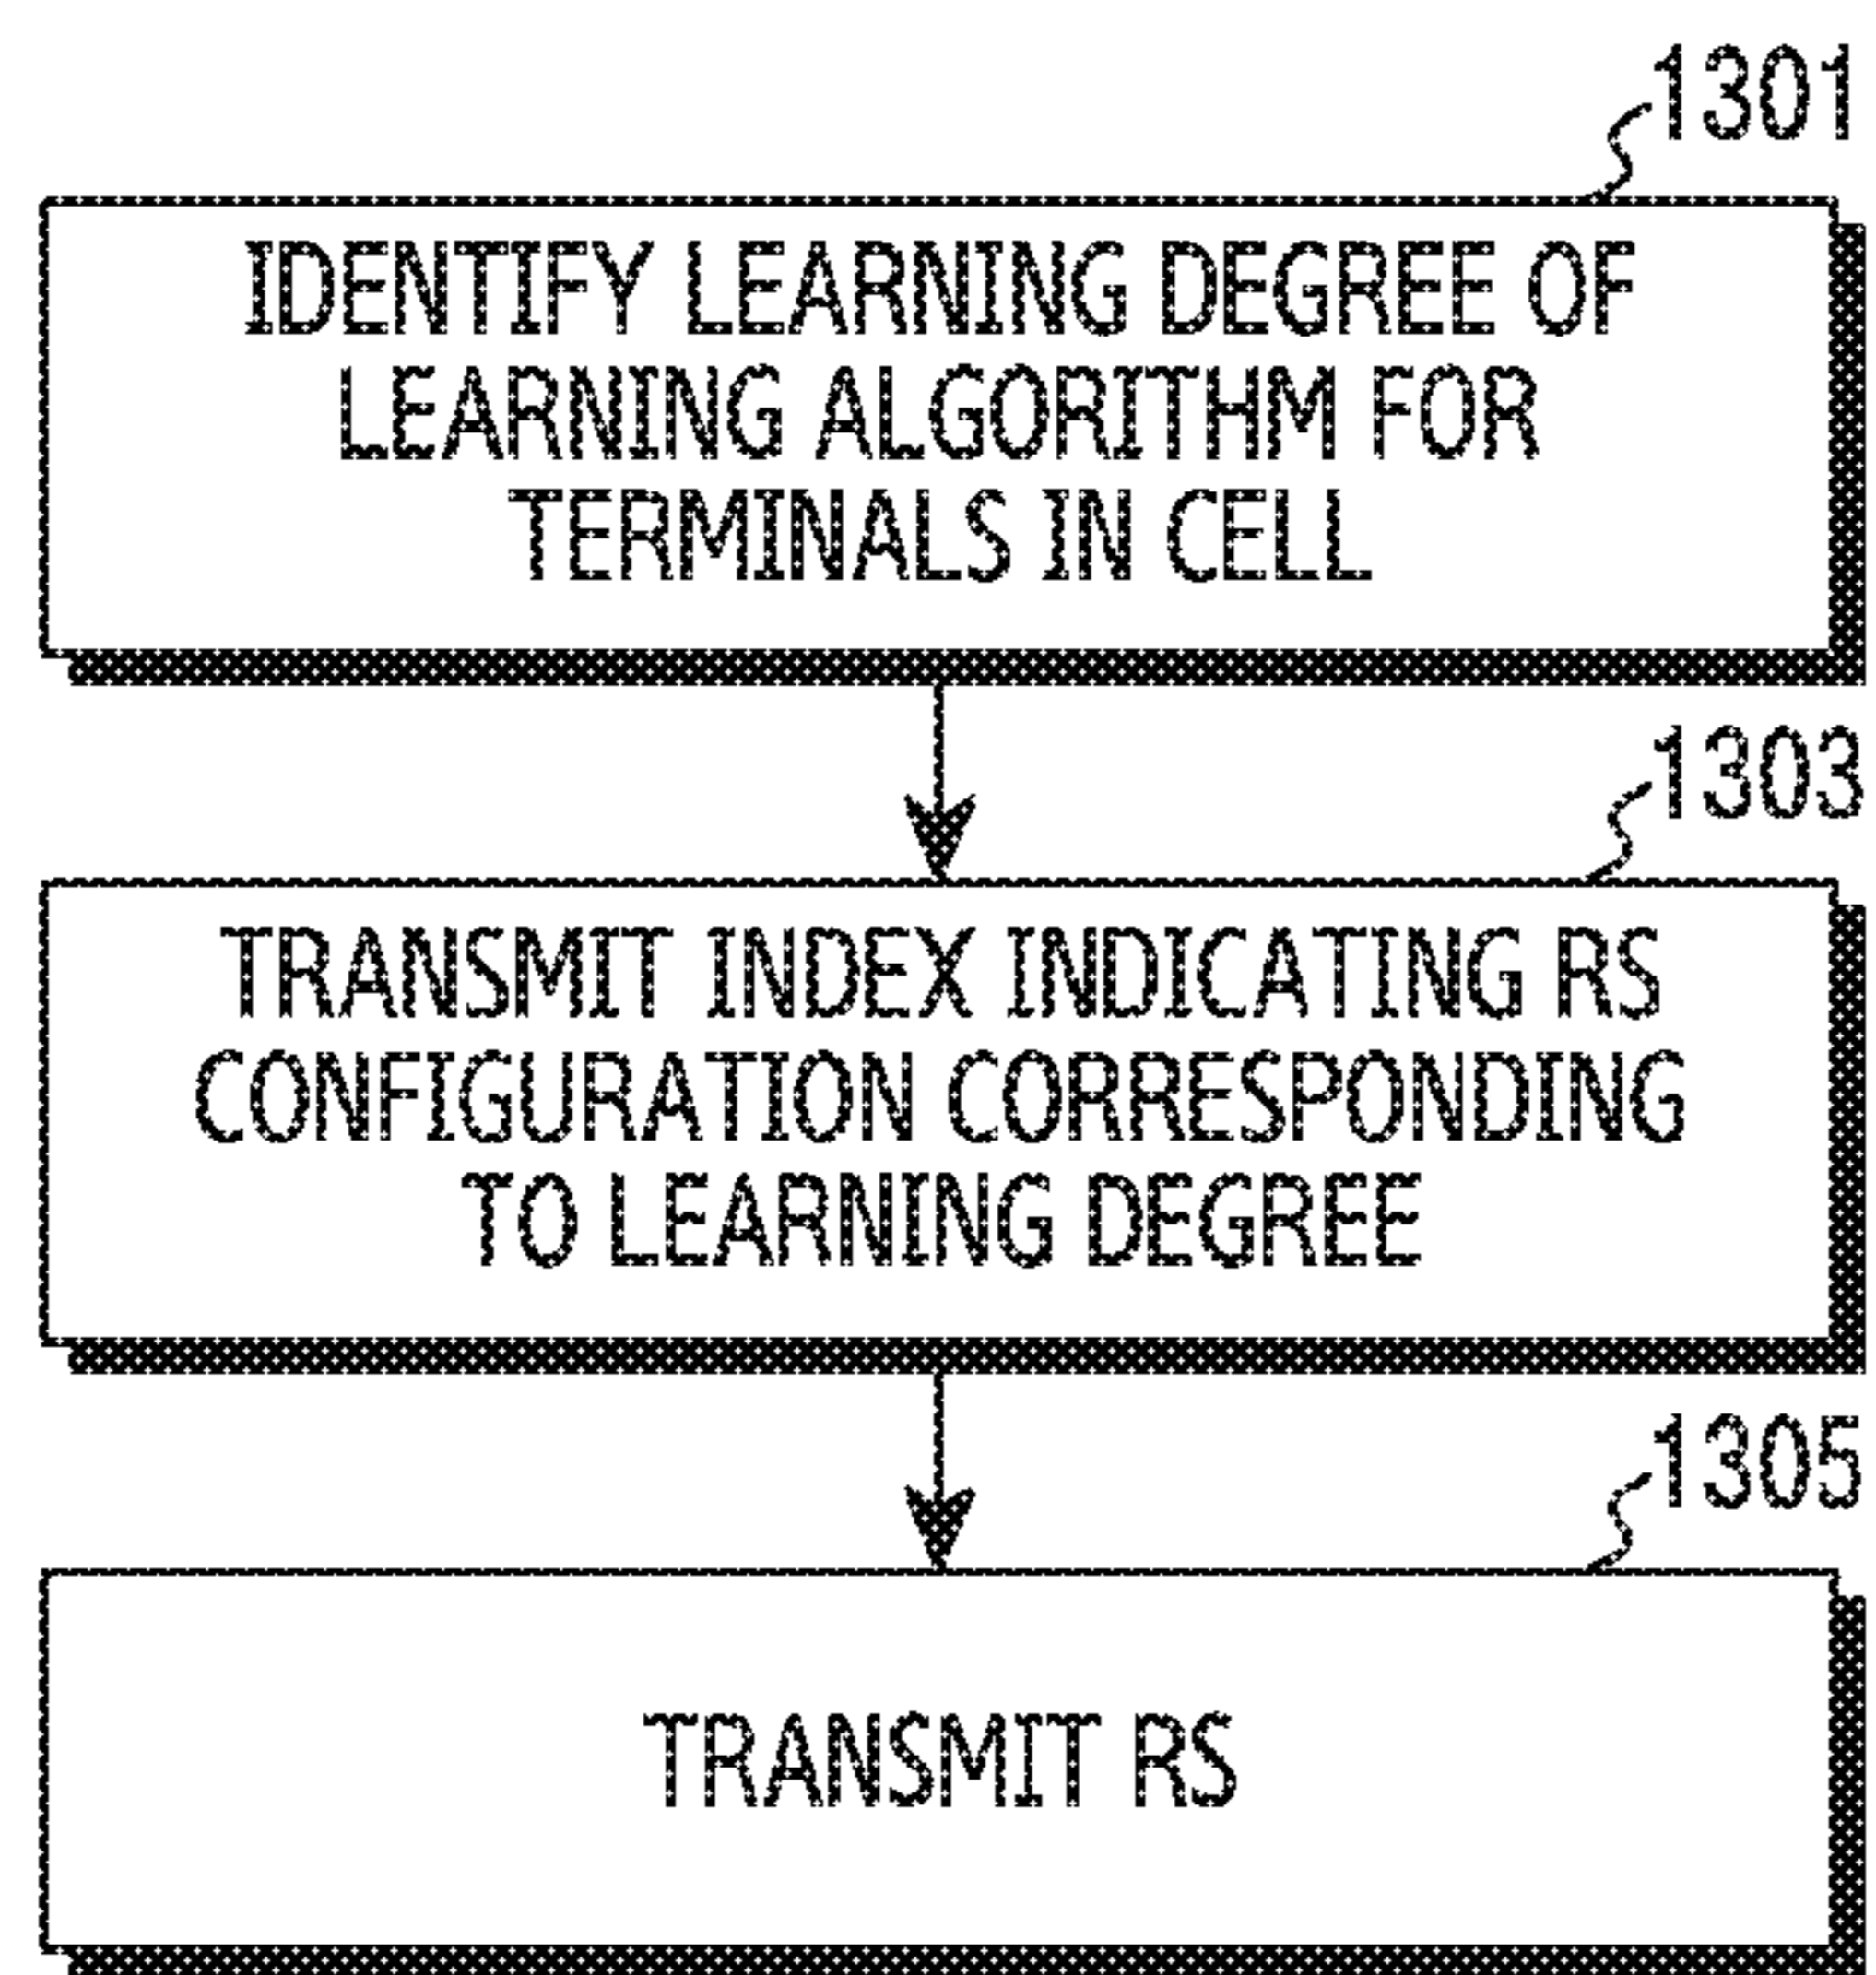 1301
IDENTIFY LEARNING DEGREE OF
LEARNING ALGORITHM FOR
TERMINALS IN CELL
1303
TRANSMIT INDEX INDICATING RS
CONFIGURATION CORRESPONDING
TO LEARNING DEGREE
1305
TRANSMIT RS